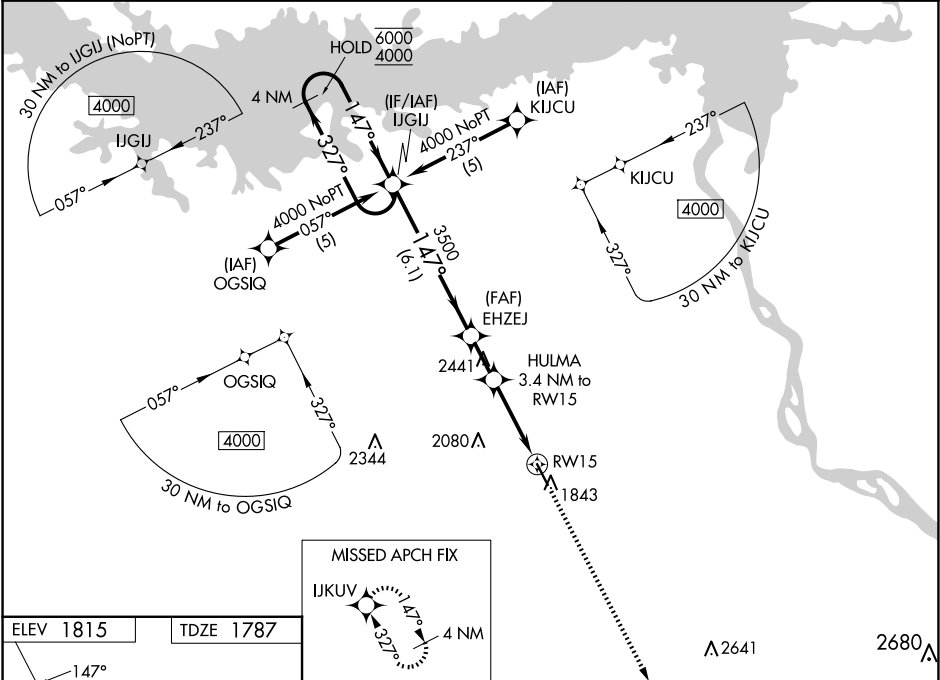 30 NM to IJGIJ (NoPT)
4000
IJGIJ
237°
057°
HOLD 6000
4000
4 NM
147°
327°
(IF/IAF)
IJGIJ
(IAF)
KIJCU
4000 NoPT
237°
(5)
4000 NoPT
057°
(5)
(IAF)
OGSIQ
3500
147°
(6.1)
237°
KIJCU
4000
327°
30 NM to KIJCU
(FAF)
EHZEJ
2441
HULMA
3.4 NM to
RW15
057°
OGSIQ
327°
4000
30 NM to OGSIQ
2344
2080
RW15
1843
MISSED APCH FIX
IJKUV
147°
327°
4 NM
2641
2680
ELEV 1815
TDZE 1787
147°